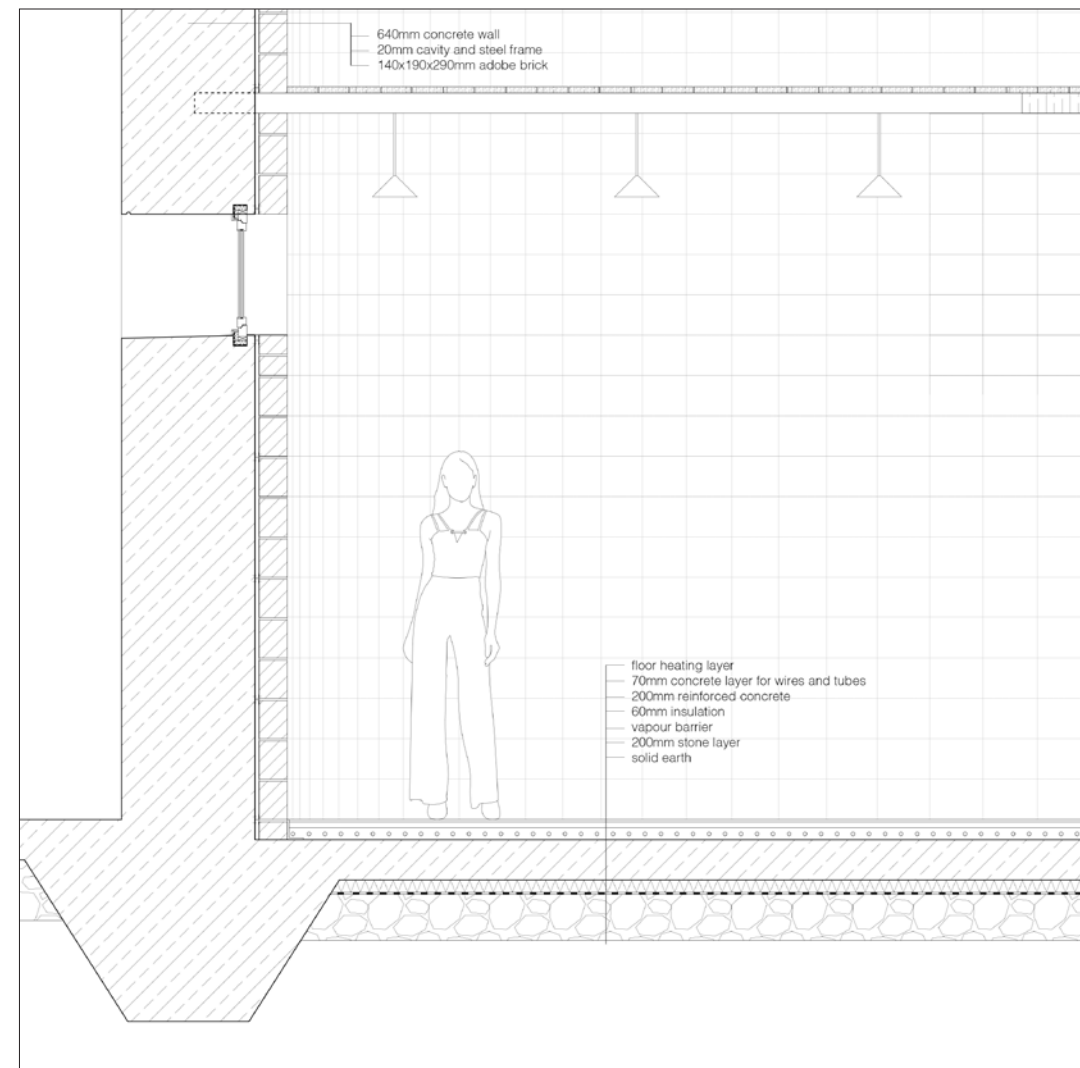 640mm concrete wall
20mm cavity and steel frame
140x190x290mm adobe brick
floor heating layer
70mm concrete layer for wires and tubes
200mm reinforced concrete
60mm insulation
vapour barrier
200mm stone layer
solid earth